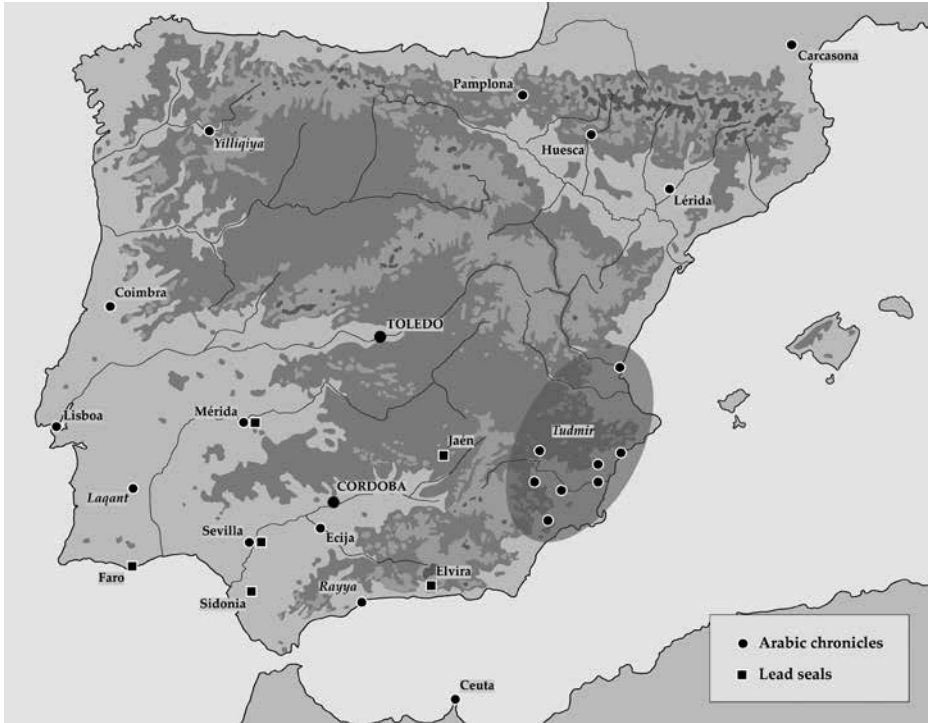 Carcasona
Pamplona
Yilliqiya
Huesca
Lérida
Coimbra
TOLEDO
Lisboa
Mérida
Tudmir
Jaén
Laqant
CORDOBA
Sevilla
Ecija
Faro
Sidonia
Rayya
Elvira
Arabic chronicles
Lead seals
Ceuta